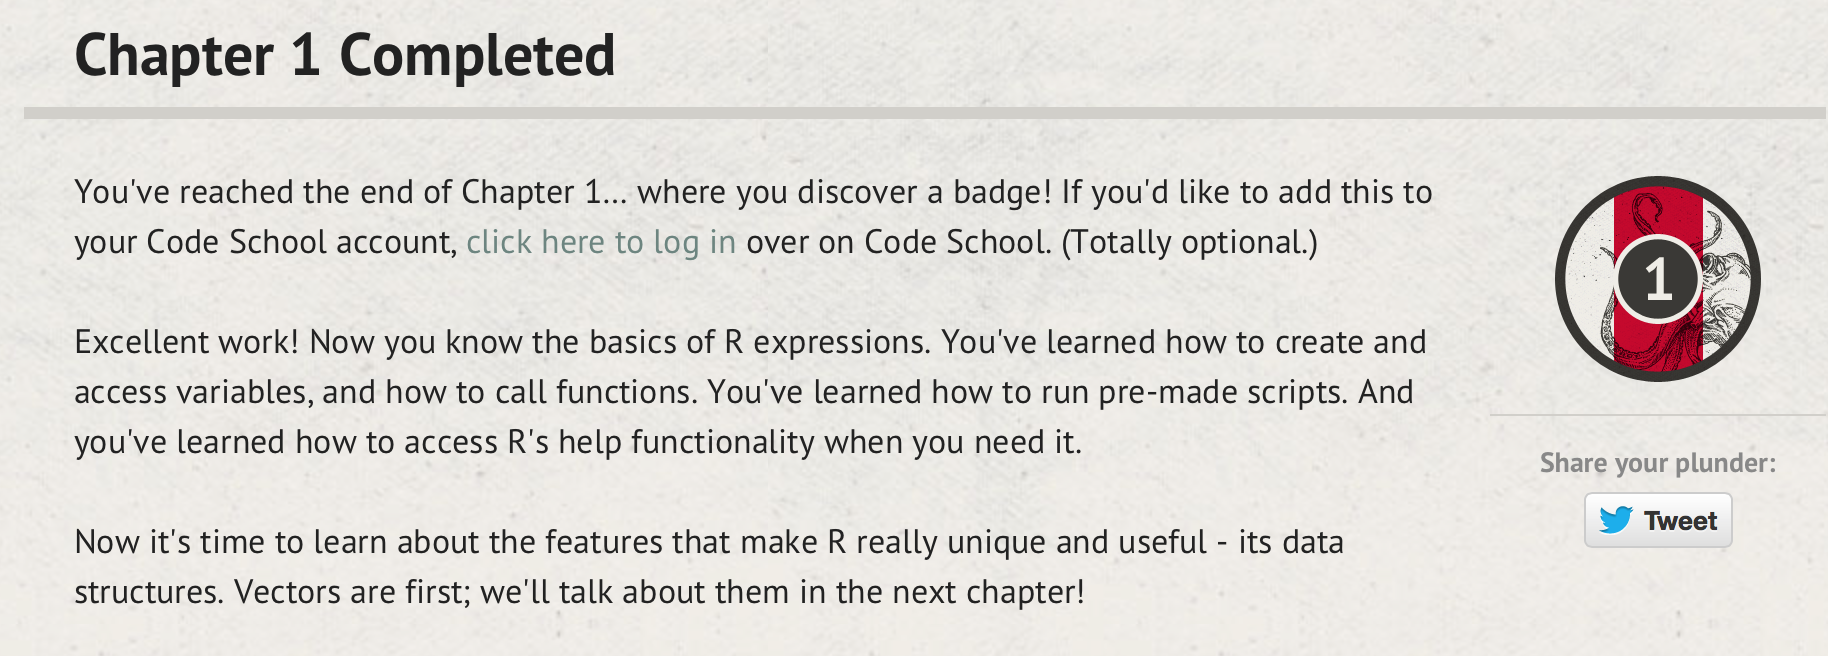 Chapter 1 Completed
You've reached the end of Chapter 1... where you discover a badge! If you'd like to add this to
your Code School account, click here to log in over on Code School. (Totally optional.)
Excellent work! Now you know the basics of R expressions. You've learned how to create and
access variables, and how to call functions. You've learned how to run pre-made scripts. And
you've learned how to access R's help functionality when you need it.
Now it's time to learn about the features that make R really unique and useful - its data
structures. Vectors are first; we'll talk about them in the next chapter!
1
Share your plunder:
Tweet